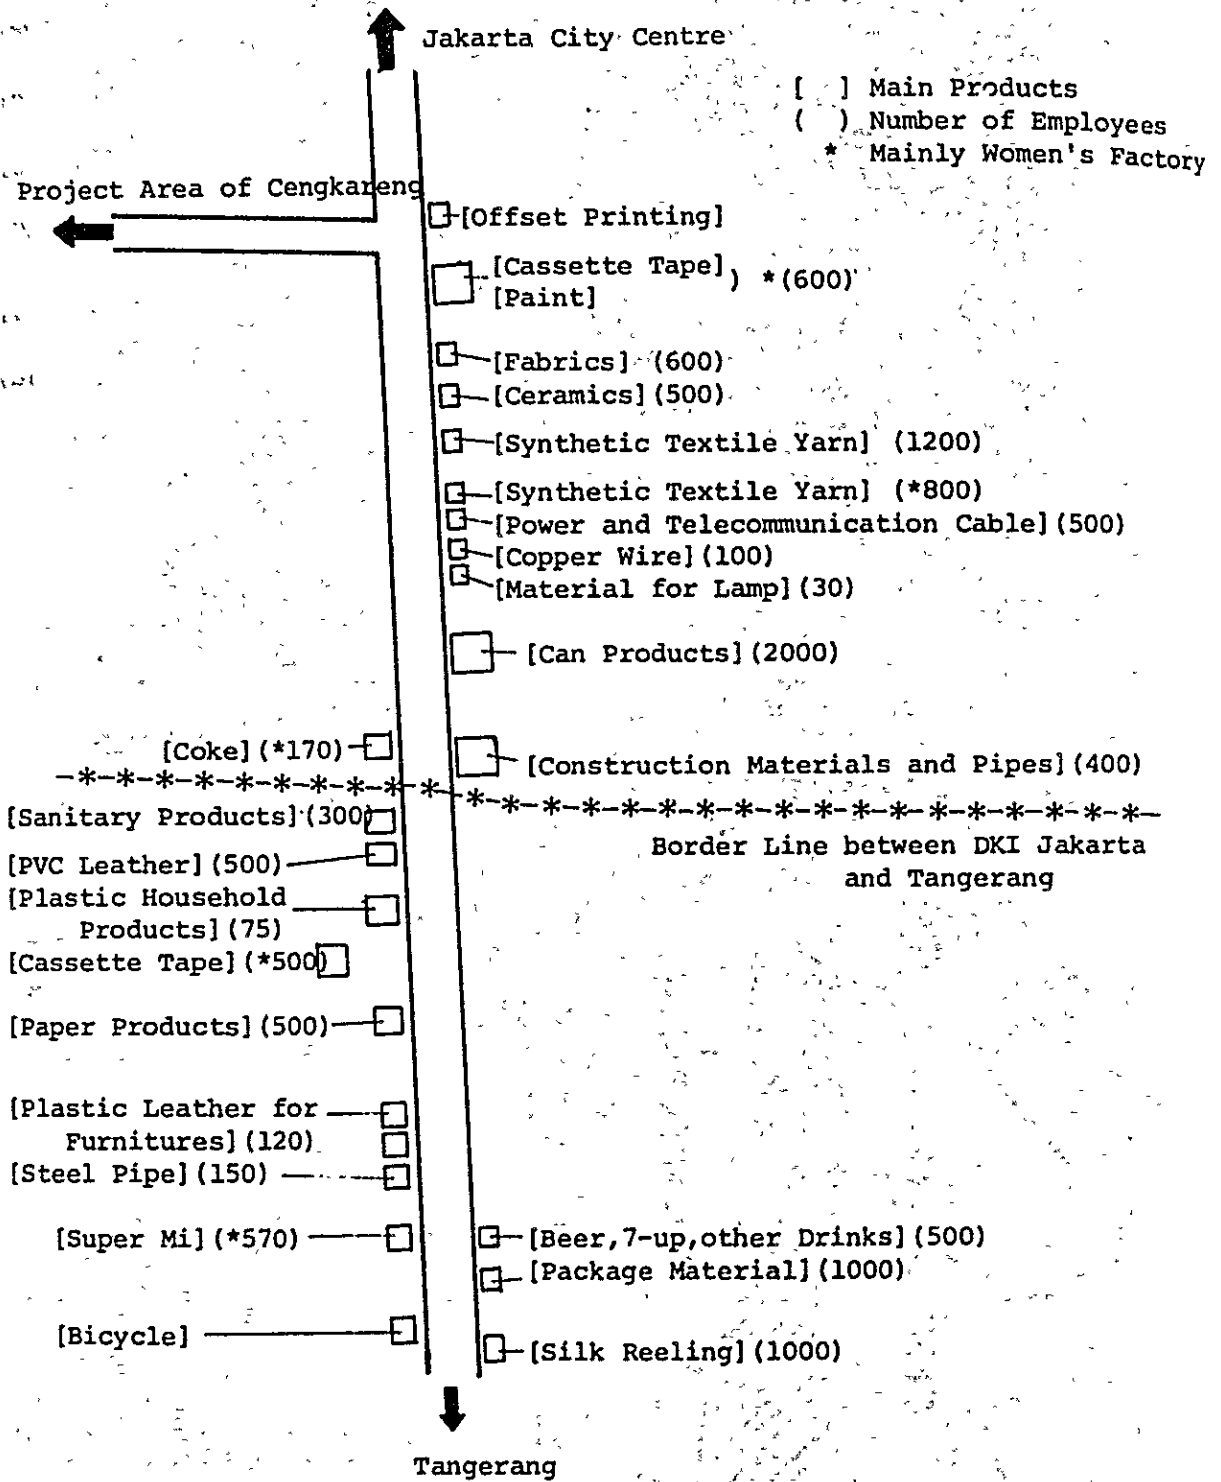 Jakarta City Centre
[ ] Main Products
( ) Number of Employees
* Mainly Women's Factory
Project Area of Cengkareng
[Offset Printing]
[Cassette Tape]
[Paint]
) *(600)
[Fabrics] (600)
[Ceramics] (500)
[Synthetic Textile Yarn] (1200)
[Synthetic Textile Yarn] (*800)
[Power and Telecommunication Cable] (500)
[Copper Wire] (100)
[Material for Lamp] (30)
[Can Products] (2000)
[Coke] (*170)
[Construction Materials and Pipes] (400)
[Sanitary Products] (300)
Border Line between DKI Jakarta
and Tangerang
[PVC Leather] (500)
[Plastic Household
Products] (75)
[Cassette Tape] (*500)
[Paper Products] (500)
[Plastic Leather for
Furnitures] (120)
[Steel Pipe] (150)
[Super Mi] (*570)
[Beer,7-up,other Drinks] (500)
[Package Material] (1000)
[Bicycle]
[Silk Reeling] (1000)
Tangerang